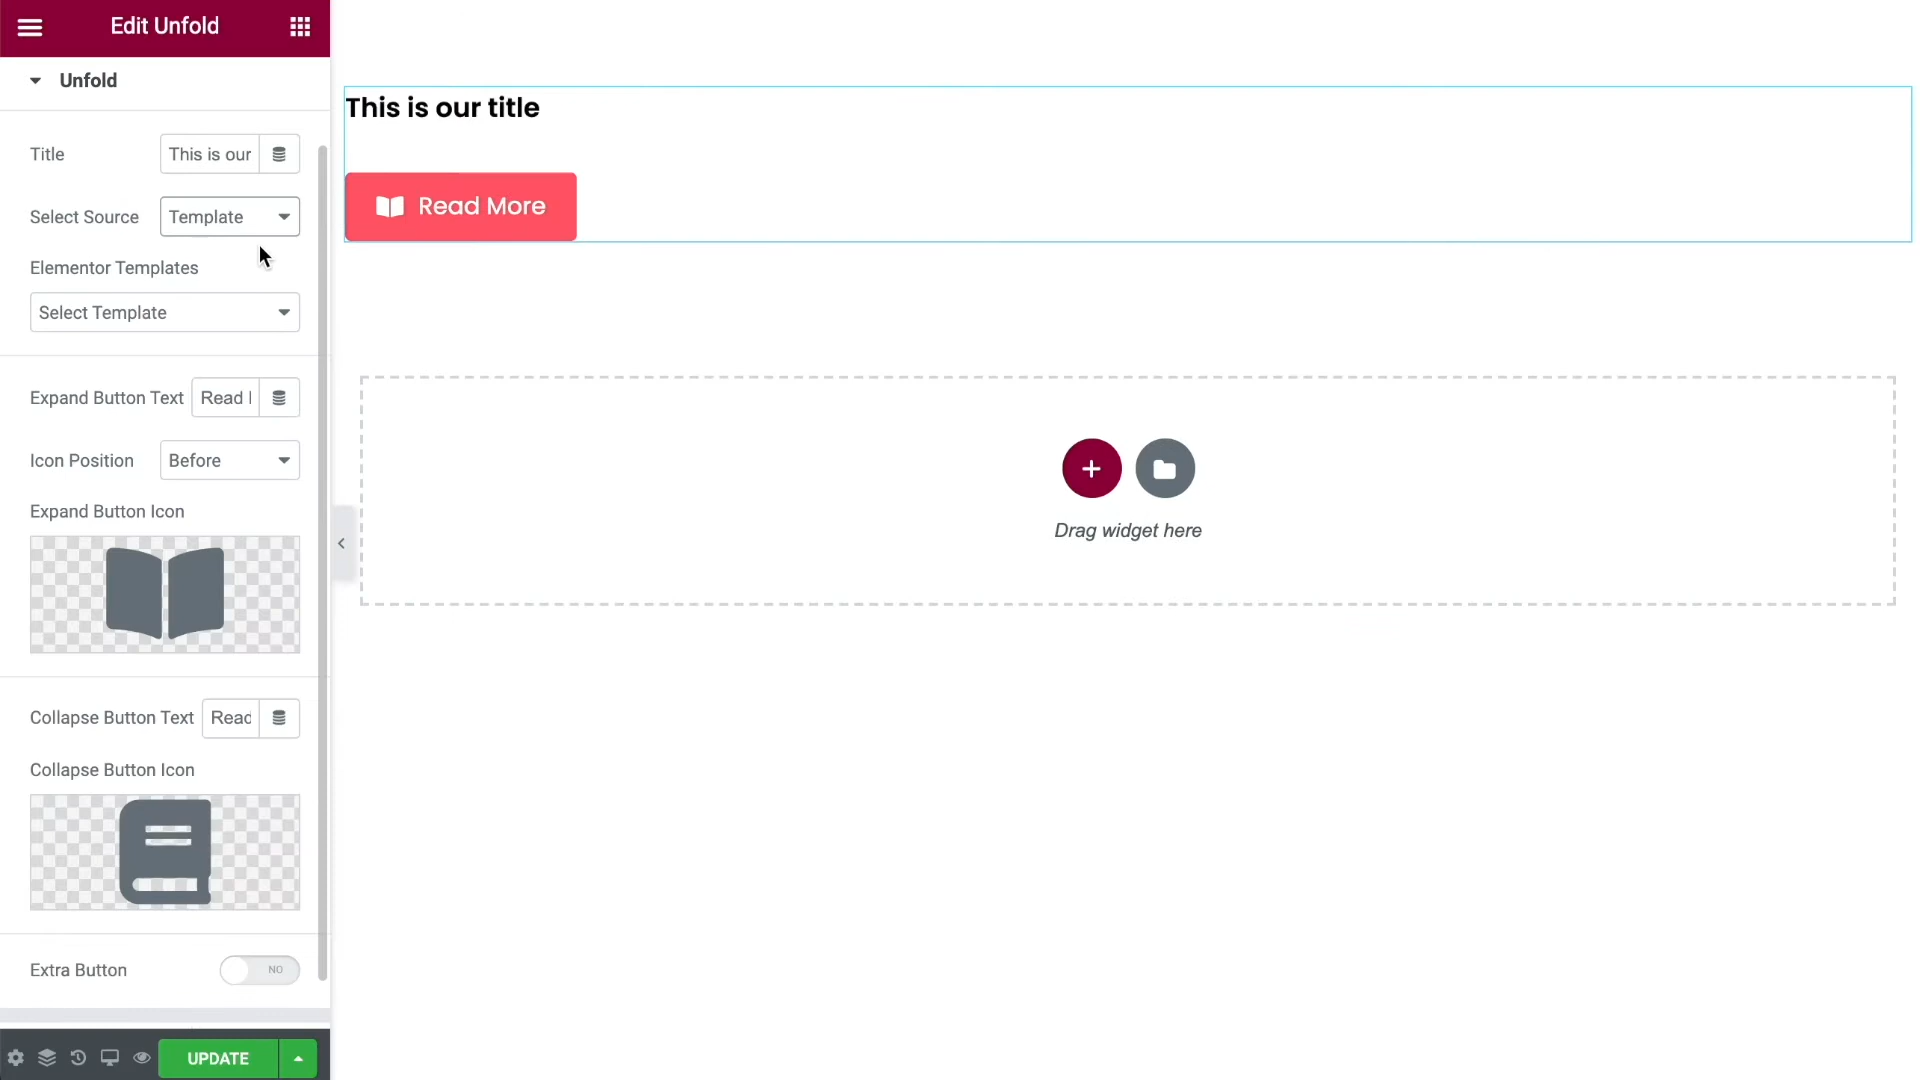 Edit Unfold
Unfold
Title This is our
Select Source Template
Elementor Templates
Select Template
Expand Button Text Read
Icon Position Before
Expand Button Icon
Collapse Button Text Read
Collapse Button Icon
Extra Button NO
UPDATE
This is our title
Read More
Drag widget here